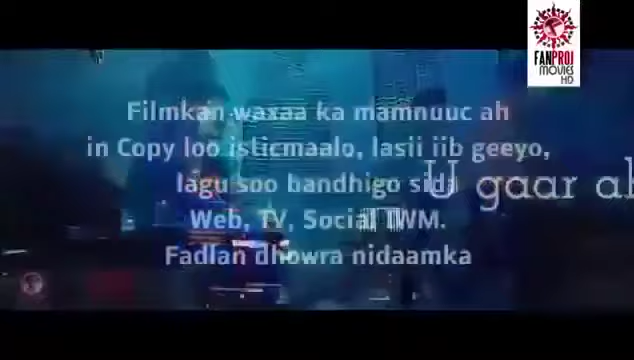 FANPROJ
MOVIES
HD
Filmkan waxaa ka mamnuuc ah
in Copy loo isticmaalo, lasii iib geeyo,
lagu soo bandhigo sida
U gaar ah
Web, TV, Social
Fadlan dhowra nidaamka